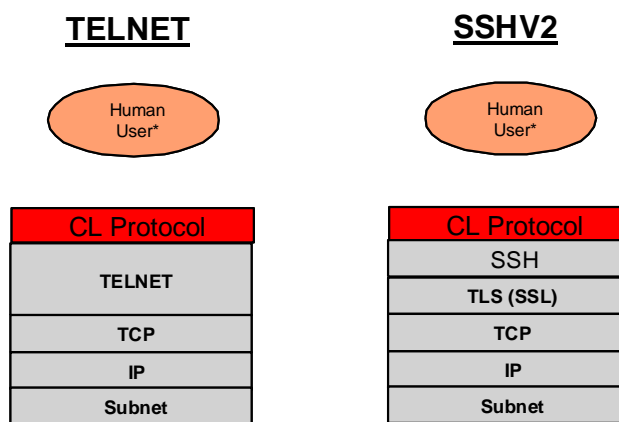 TELNET
Human
User*
CL Protocol
TELNET
TCP
IP
Subnet
SSHV2
Human
User*
CL Protocol
SSH
TLS (SSL)
TCP
IP
Subnet